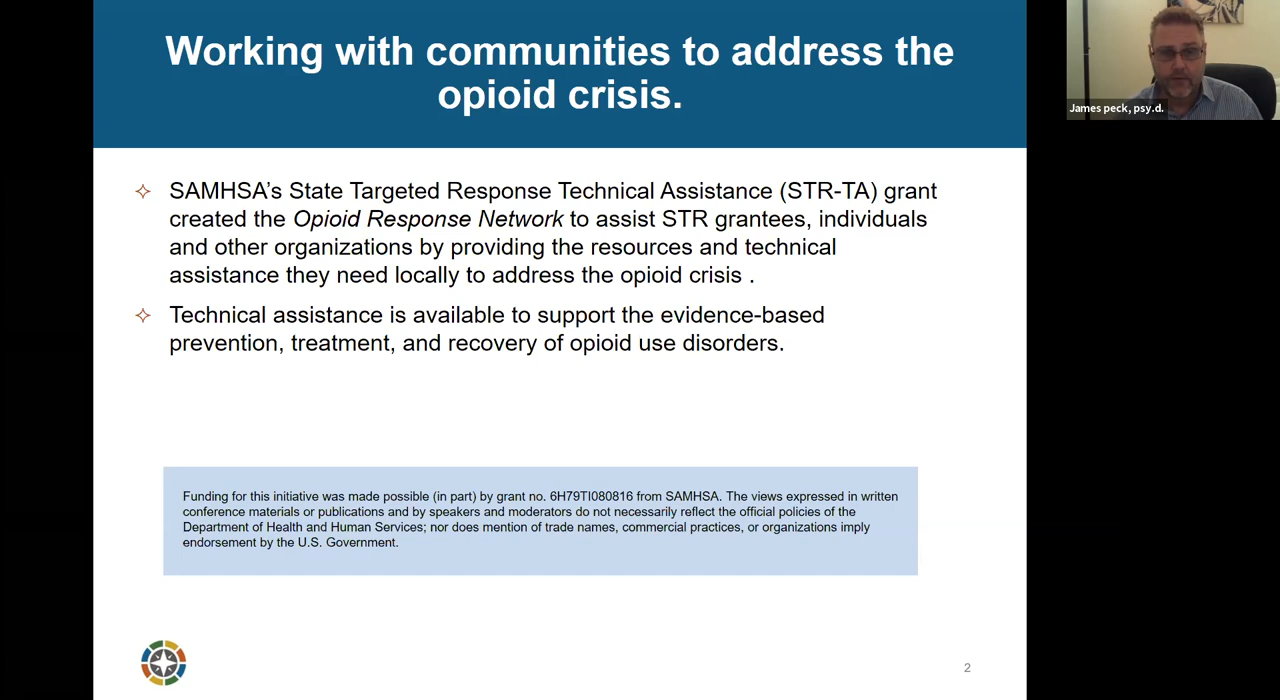 Working with communities to address the
opioid crisis.
James peck, psy.d.
✧ SAMHSA’s State Targeted Response Technical Assistance (STR-TA) grant
created the Opioid Response Network to assist STR grantees, individuals
and other organizations by providing the resources and technical
assistance they need locally to address the opioid crisis .
✧ Technical assistance is available to support the evidence-based
prevention, treatment, and recovery of opioid use disorders.
Funding for this initiative was made possible (in part) by grant no. 6H79TI080816 from SAMHSA. The views expressed in written
conference materials or publications and by speakers and moderators do not necessarily reflect the official policies of the
Department of Health and Human Services; nor does mention of trade names, commercial practices, or organizations imply
endorsement by the U.S. Government.
2